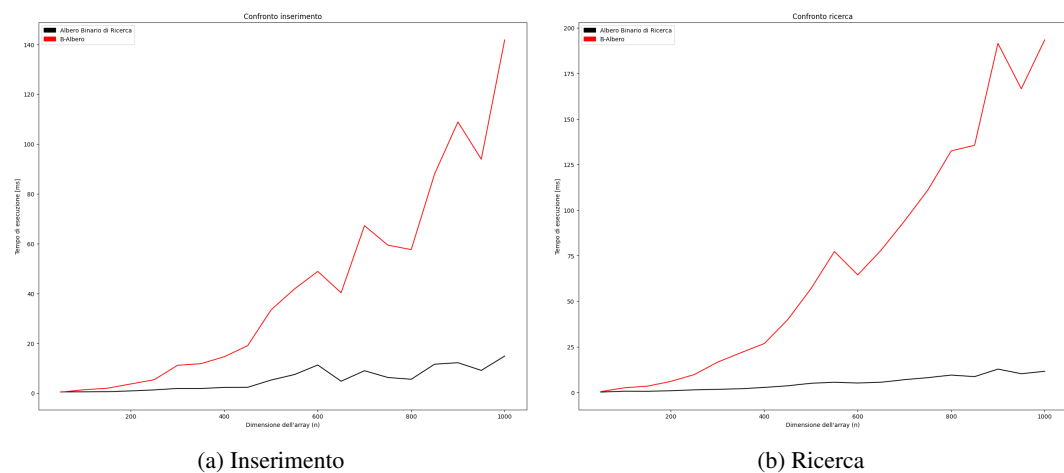 Confronto inserimento
Albero Binario di Ricerca
B-Albero
140
120
100
80
60
40
20
0
Tempo di esecuzione [ms]
200
400
600
800
1000
Dimensione dell'array (n)
(a) Inserimento
Confronto ricerca
Albero Binario di Ricerca
B-Albero
200
175
150
125
100
75
50
25
0
Tempo di esecuzione [ms]
200
400
600
800
1000
Dimensione dell'array (n)
(b) Ricerca